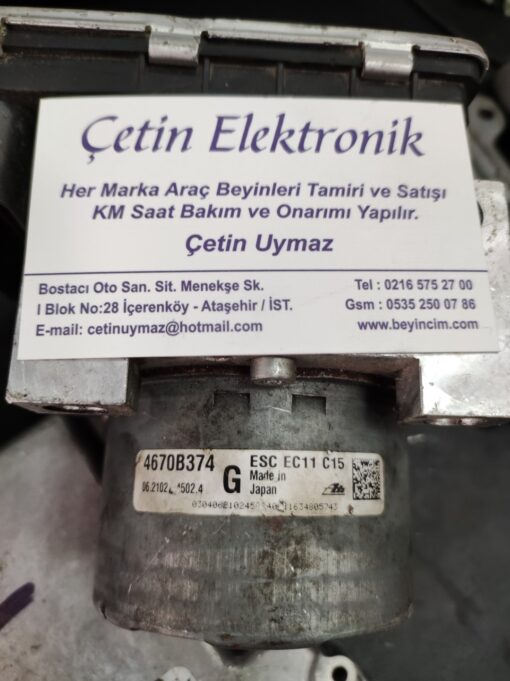 Çetin Elektronik
Her Marka Araç Beyinleri Tamiri ve Satışı
KM Saat Bakım ve Onarımı Yapılır.
Çetin Uymaz
Bostacı Oto San. Sit. Menekşe Sk.
I Blok No:28 İçerenköy - Ataşehir / İST.
E-mail: cetinuymaz@hotmail.com
Tel : 0216 575 27 00
Gsm : 0535 250 07 86
www.beyincim.com
4670B374
G
ESC EC11 C15
Made in
Japan